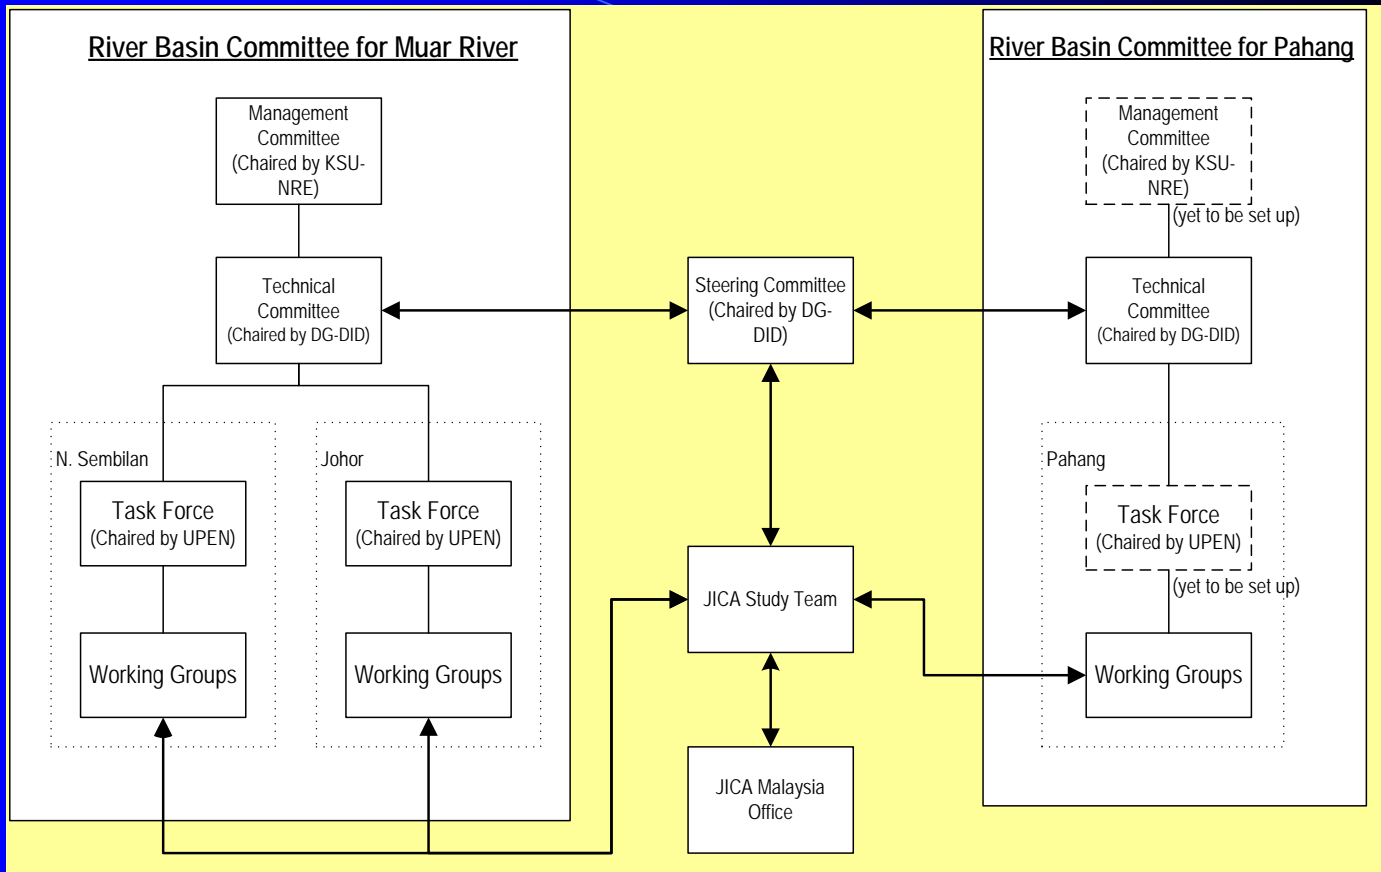 River Basin Committee for Muar River
Management
Committee
(Chaired by KSU-
NRE)
Technical
Committee
(Chaired by DG-DID)
N. Sembilan
Task Force
(Chaired by UPEN)
Working Groups
Johor
Task Force
(Chaired by UPEN)
Working Groups
Steering Committee
(Chaired by DG-
DID)
JICA Study Team
JICA Malaysia
Office
River Basin Committee for Pahang
Management
Committee
(Chaired by KSU-
NRE)
(yet to be set up)
Technical
Committee
(Chaired by DG-DID)
Pahang
Task Force
(Chaired by UPEN)
(yet to be set up)
Working Groups